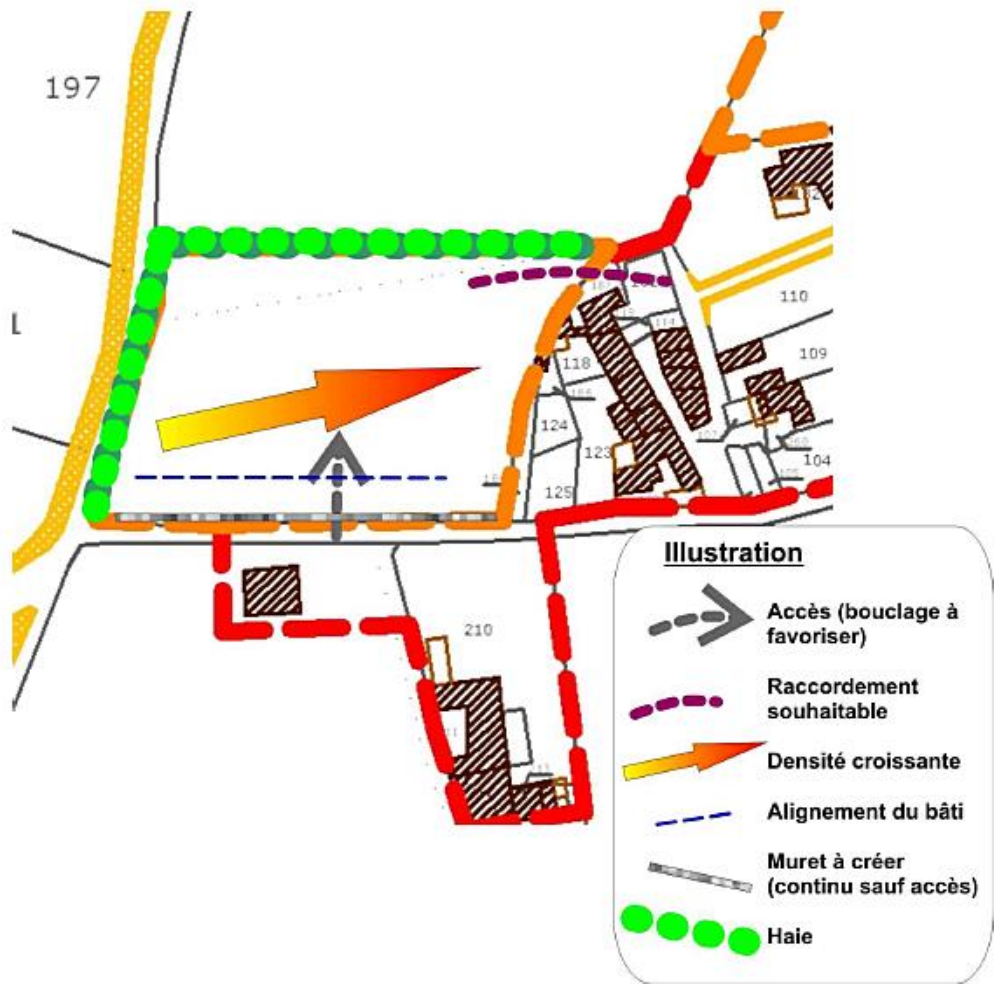 197
1
110
109
118
124
123
104
125
210
Illustration
Accès (bouclage à
favoriser)
Raccordement
souhaitable
Densité croissante
Alignement du bâti
Muret à créer
(continu sauf accès)
Haie